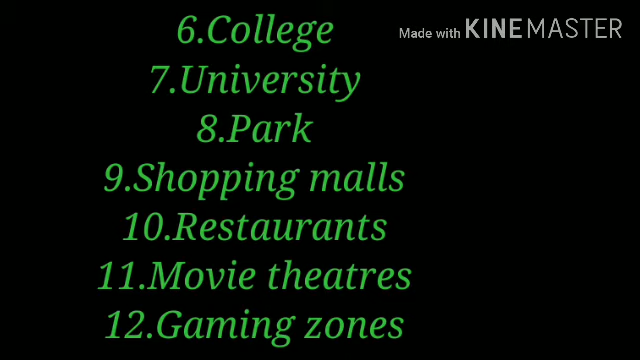 6.College
Made with KINEMASTER
7.University
8.Park
9.Shopping malls
10.Restaurants
11.Movie theatres
12.Gaming zones